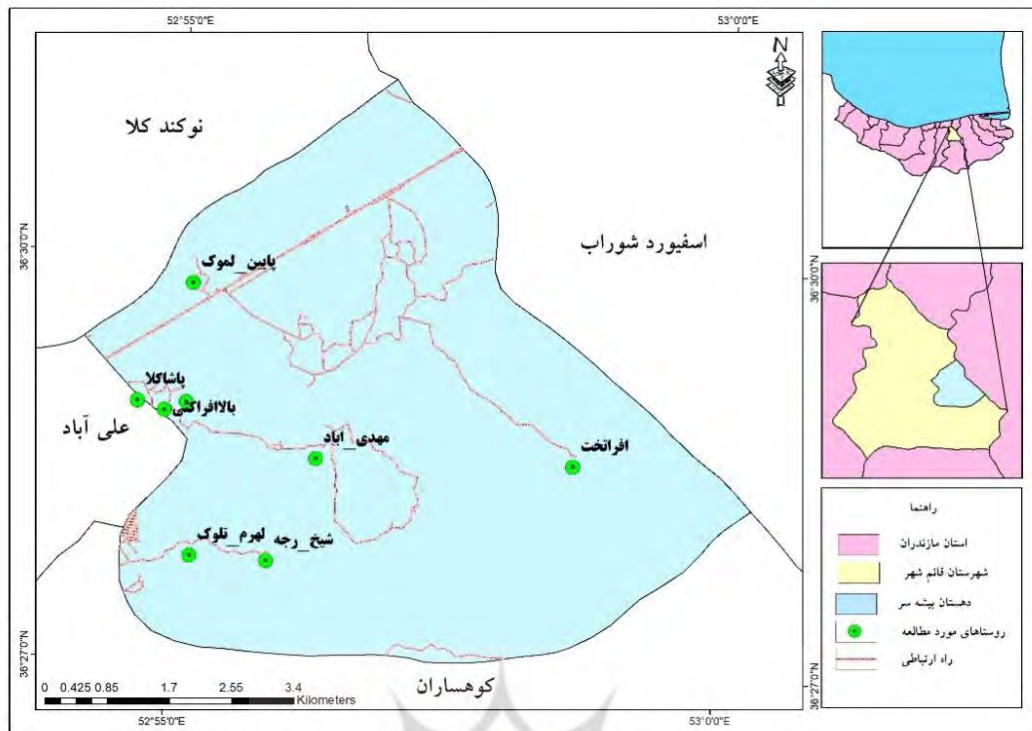 52°55'0"E
53°0'0"E
N
نوکند کلا
اسفیورد شوراب
36°30'0"N
36°30'0"N
پایین_لموک
پاشاکلا
بالاافراکتی
علی آباد
مهدی_اباد
افراتخت
لهرم_تلوک
شیخ_رجه
کوهساران
36°27'0"N
36°27'0"N
0 0.425 0.85 1.7 2.55 3.4
Kilometers
52°55'0"E
53°0'0"E
راهنما
استان مازندران
شهرستان قائم شهر
دهستان بیشه سر
روستاهای مورد مطالعه
راه ارتباطی